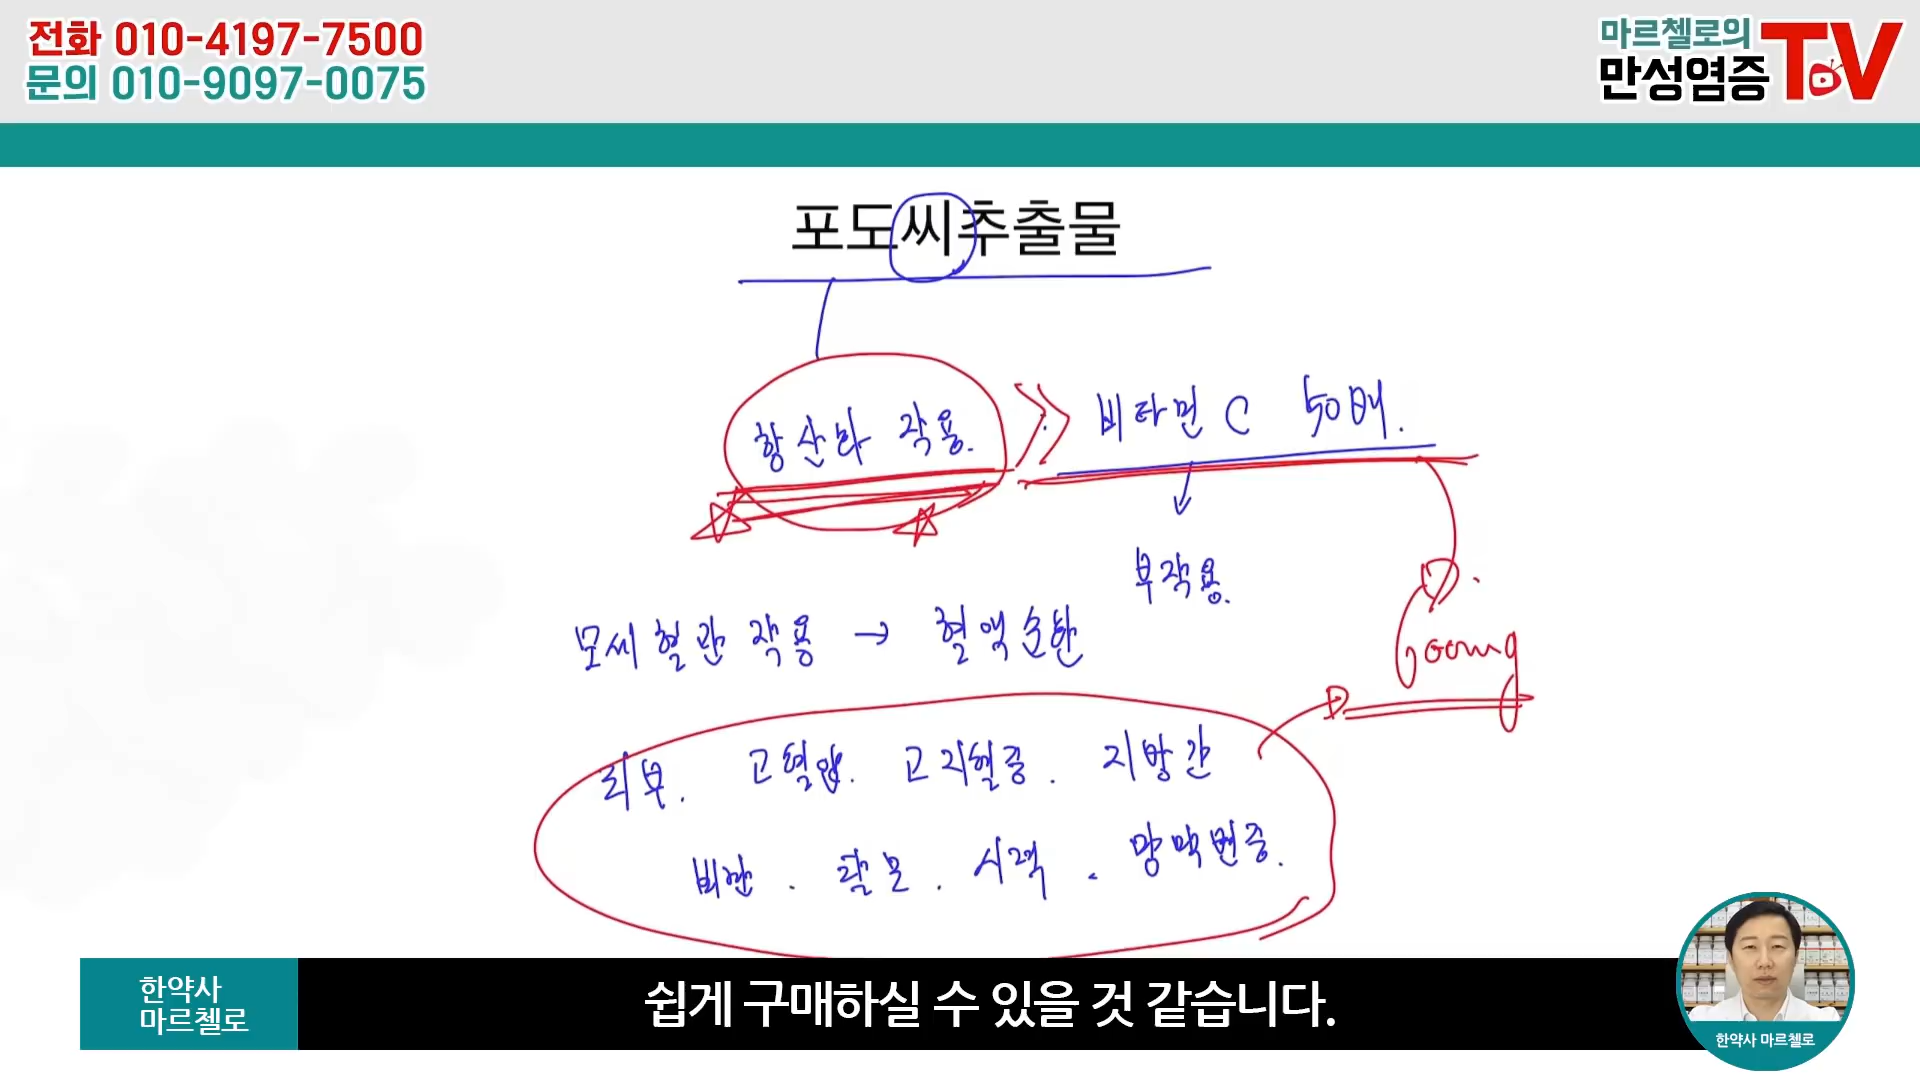 전화 010-4197-7500
문의 010-9097-0075
마르첼로의
만성염증 TV
포도씨추출물
항산화 작용. >> 비타민 C 50배.
부작용.
모세혈관 작용 → 혈액순환
600mg
피부. 고혈압. 고지혈증. 지방간
비만. 탈모. 시력. 망막변증.
한약사
마르첼로
쉽게 구매하실 수 있을 것 같습니다.
한약사 마르첼로